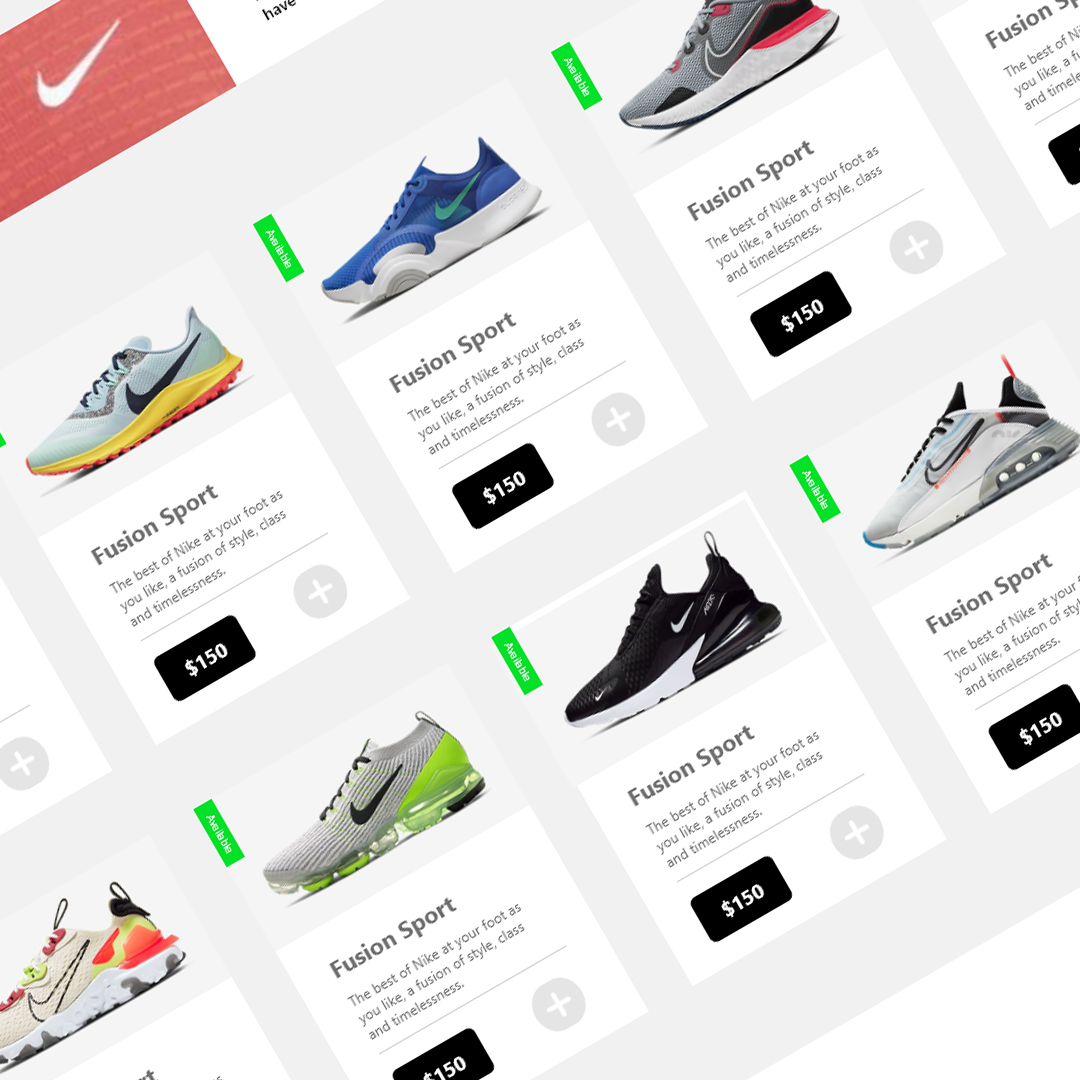 have
Available
Fusion Sport
The best of Nike at your foot as
you like, a fusion of style, class
and timelessness.
$150
Available
Fusion Sport
The best of Nike at your foot as
you like, a fusion of style, class
and timelessness.
$150
Fusion Sport
The best of Nike at your foot as
you like, a fusion of style, class
and timelessness.
$150
Available
Fusion Sport
The best of Nike at your
you like, a fusion of
and timelessness.
$150
Available
AIR 270
Fusion Sport
The best of Nike at your foot as
you like, a fusion of style, class
and timelessness.
$150
Available
Fusion Sport
The best of Nike at your foot as
you like, a fusion of style, class
and timelessness.
$150
Fusion
The best of
you like, a
and